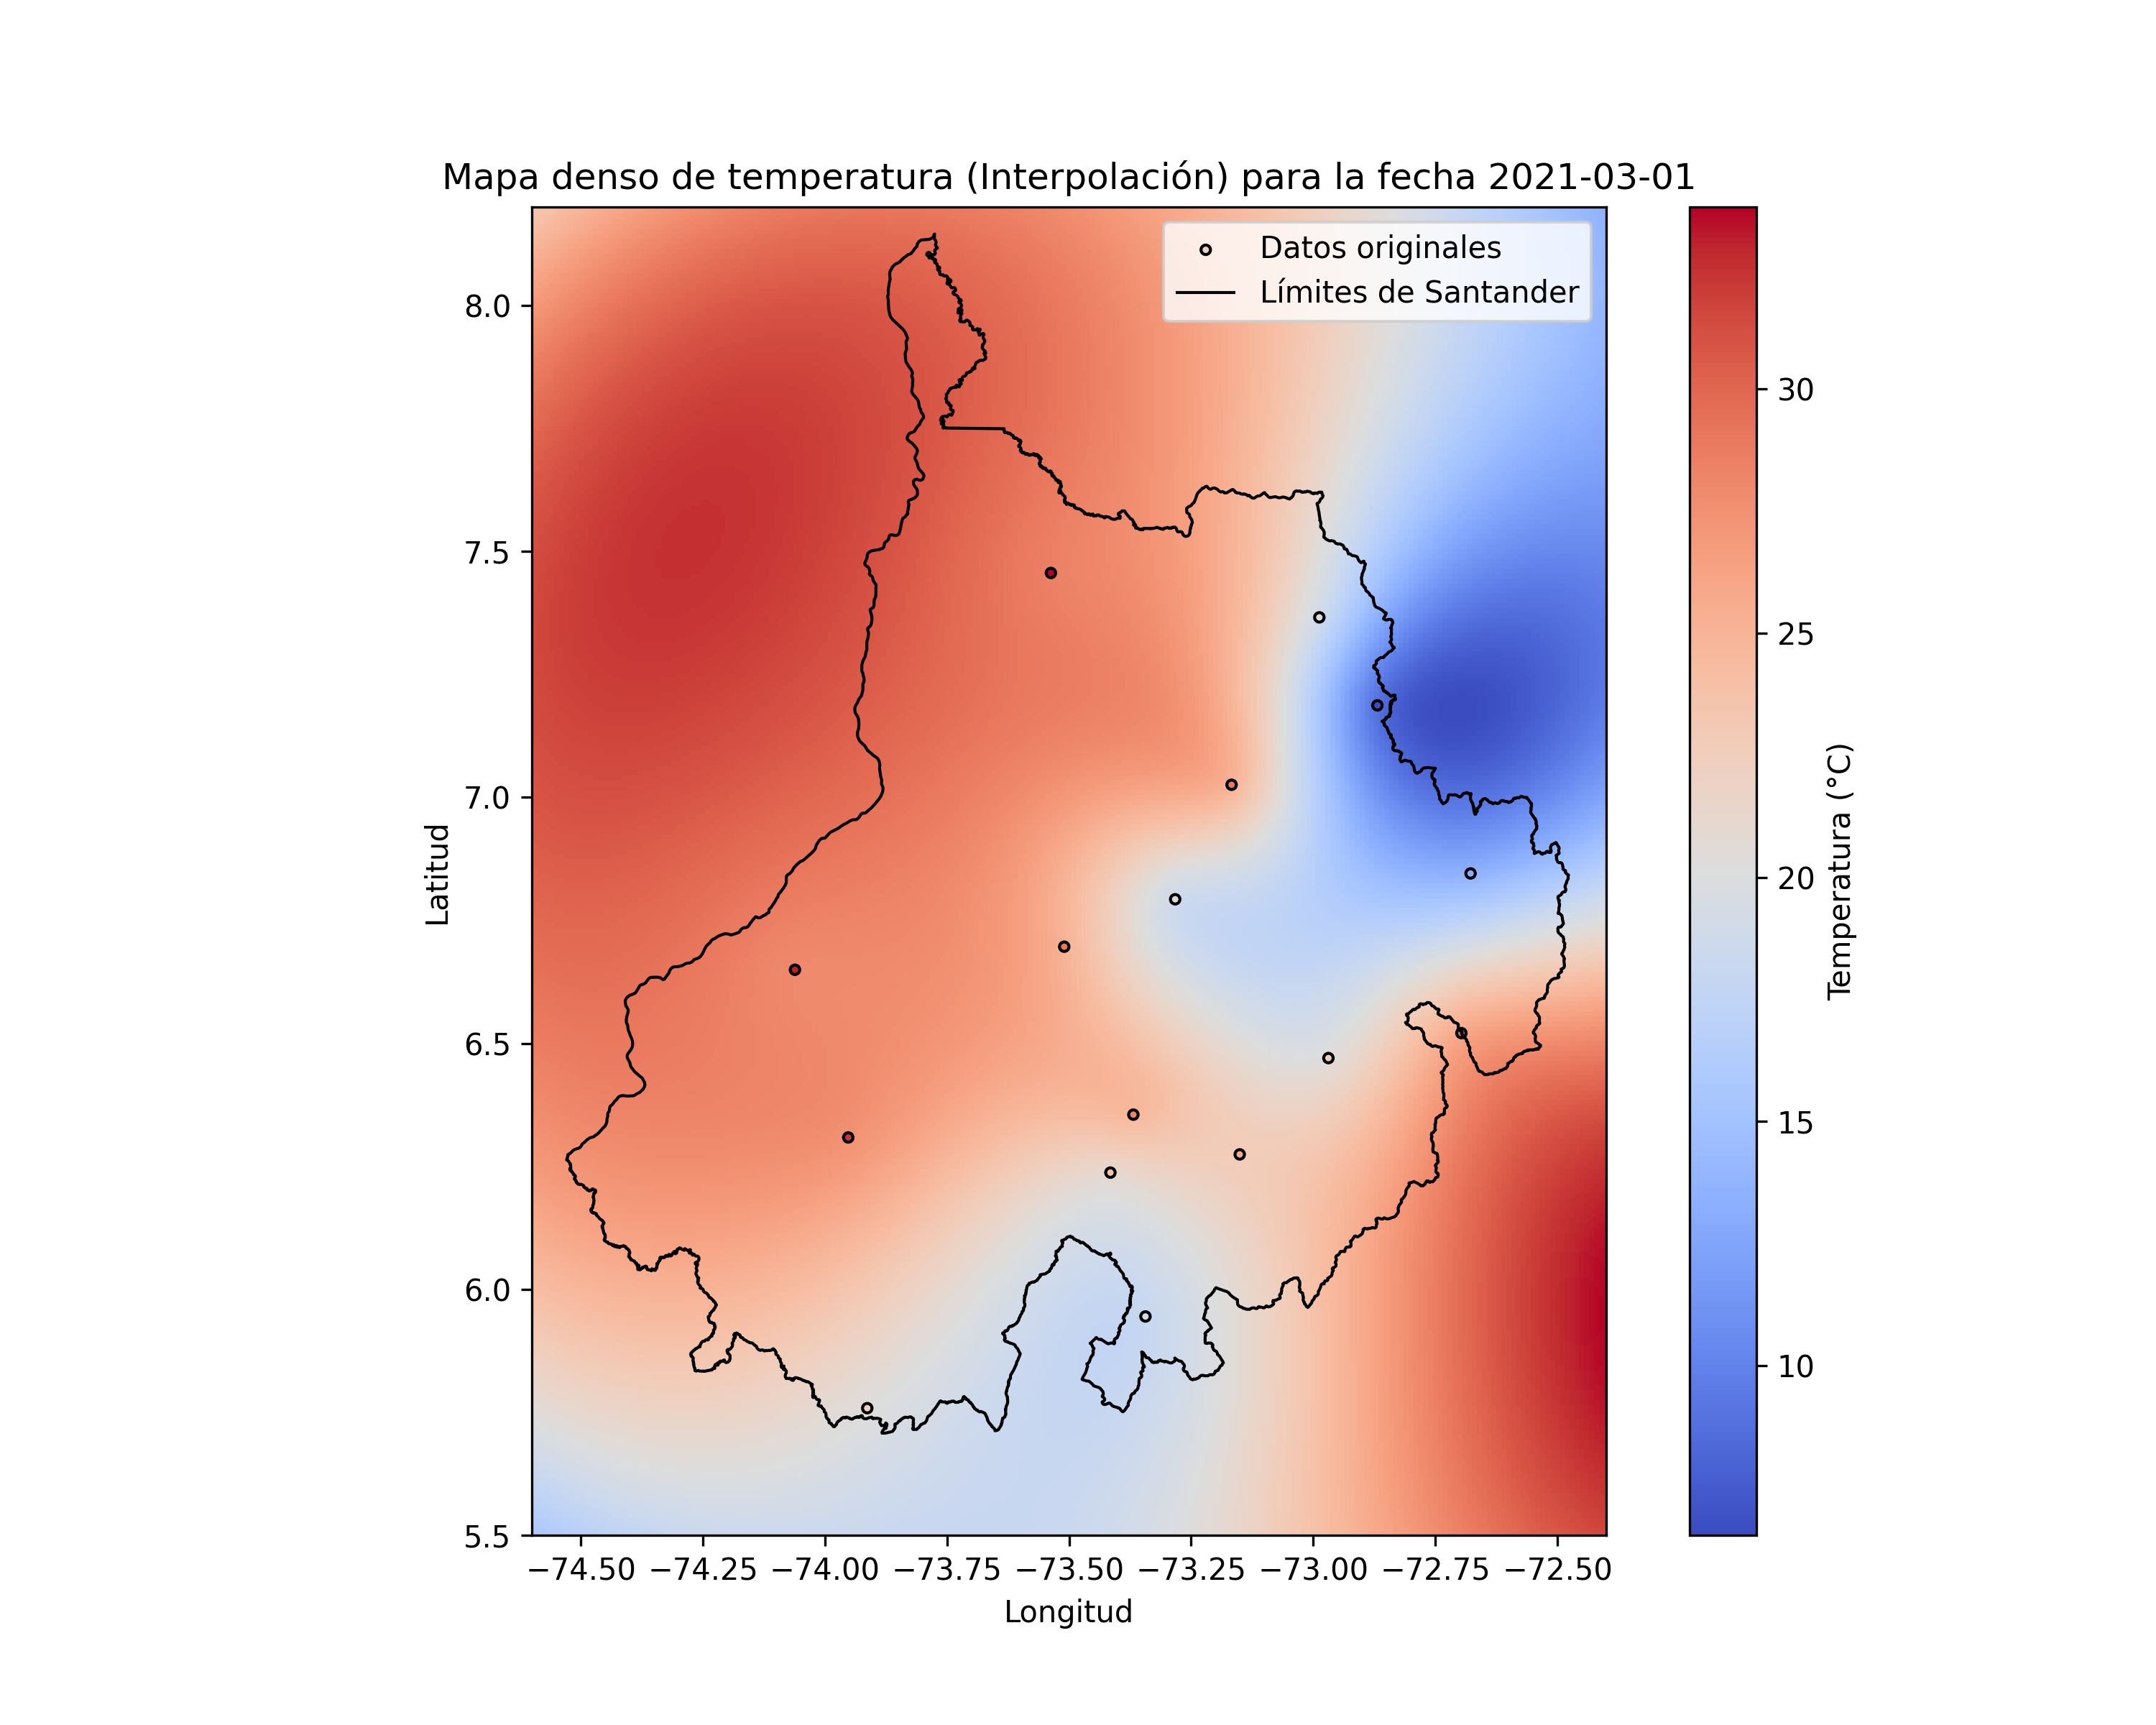 Mapa denso de temperatura (Interpolación) para la fecha 2021-03-01
Datos originales
Límites de Santander
8.0
7.5
7.0
6.5
6.0
5.5
Latitud
−74.50 −74.25 −74.00 −73.75 −73.50 −73.25 −73.00 −72.75 −72.50
Longitud
30
25
20
15
10
Temperatura (°C)